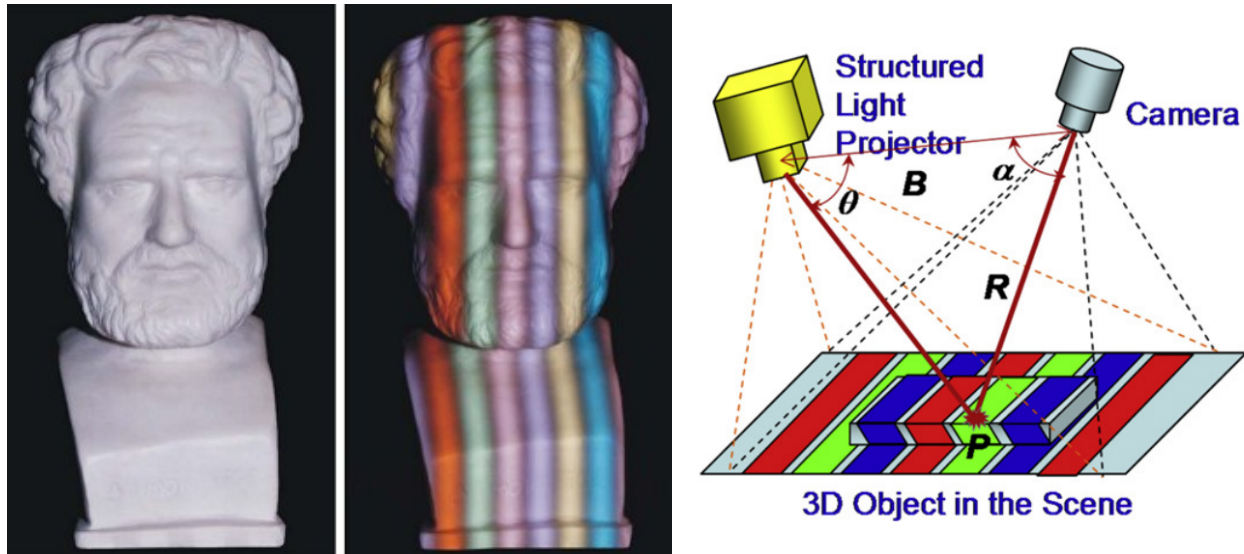 Structured
Light
Projector
Camera
B
α
θ
R
P
3D Object in the Scene